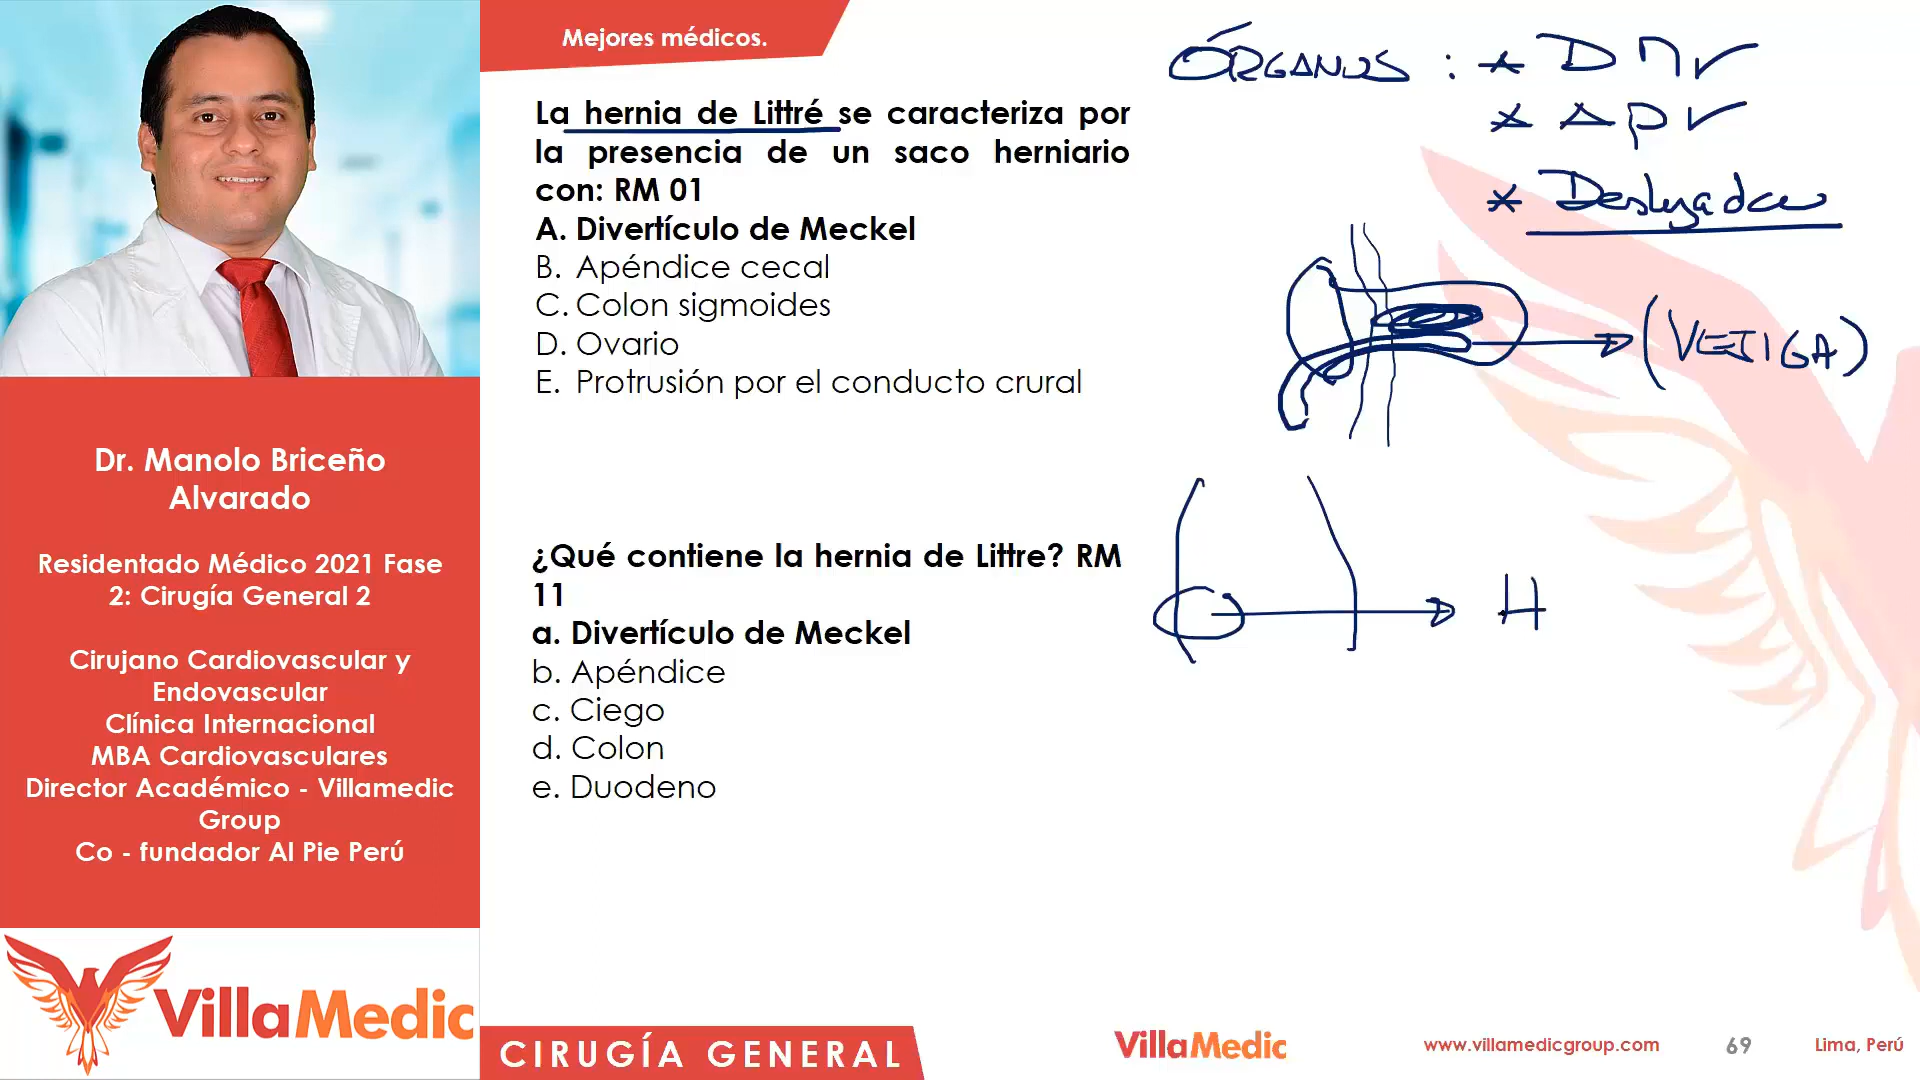 Mejores médicos.
La hernia de Littré se caracteriza por
la presencia de un saco herniario
con: RM 01
A. Divertículo de Meckel
B. Apéndice cecal
C. Colon sigmoides
D. Ovario
E. Protrusión por el conducto crural
¿Qué contiene la hernia de Littre? RM
11
a. Divertículo de Meckel
b. Apéndice
c. Ciego
d. Colon
e. Duodeno
ÓRGANOS : * D M
* AP
(VEJIGA)
H
Dr. Manolo Briceño
Alvarado
Residentado Médico 2021 Fase
2: Cirugía General 2
Cirujano Cardiovascular y
Endovascular
Clínica Internacional
MBA Cardiovasculares
Director Académico - Villamedic
Group
Co - fundador Al Pie Perú
VillaMedic
CIRUGÍA GENERAL
VillaMedic
www.villamedicgroup.com
69
Lima, Perú